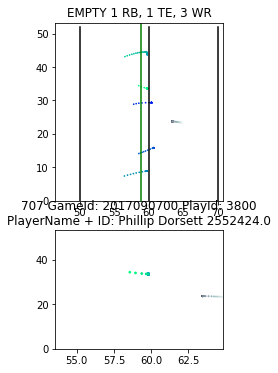 EMPTY 1 RB, 1 TE, 3 WR
50
40
30
20
10
0
50 55 60 65 70
707 GameId: 2017090700 PlayId: 3800
PlayerName + ID: Phillip Dorsett 2552424.0
40
20
0
55.0 57.5 60.0 62.5